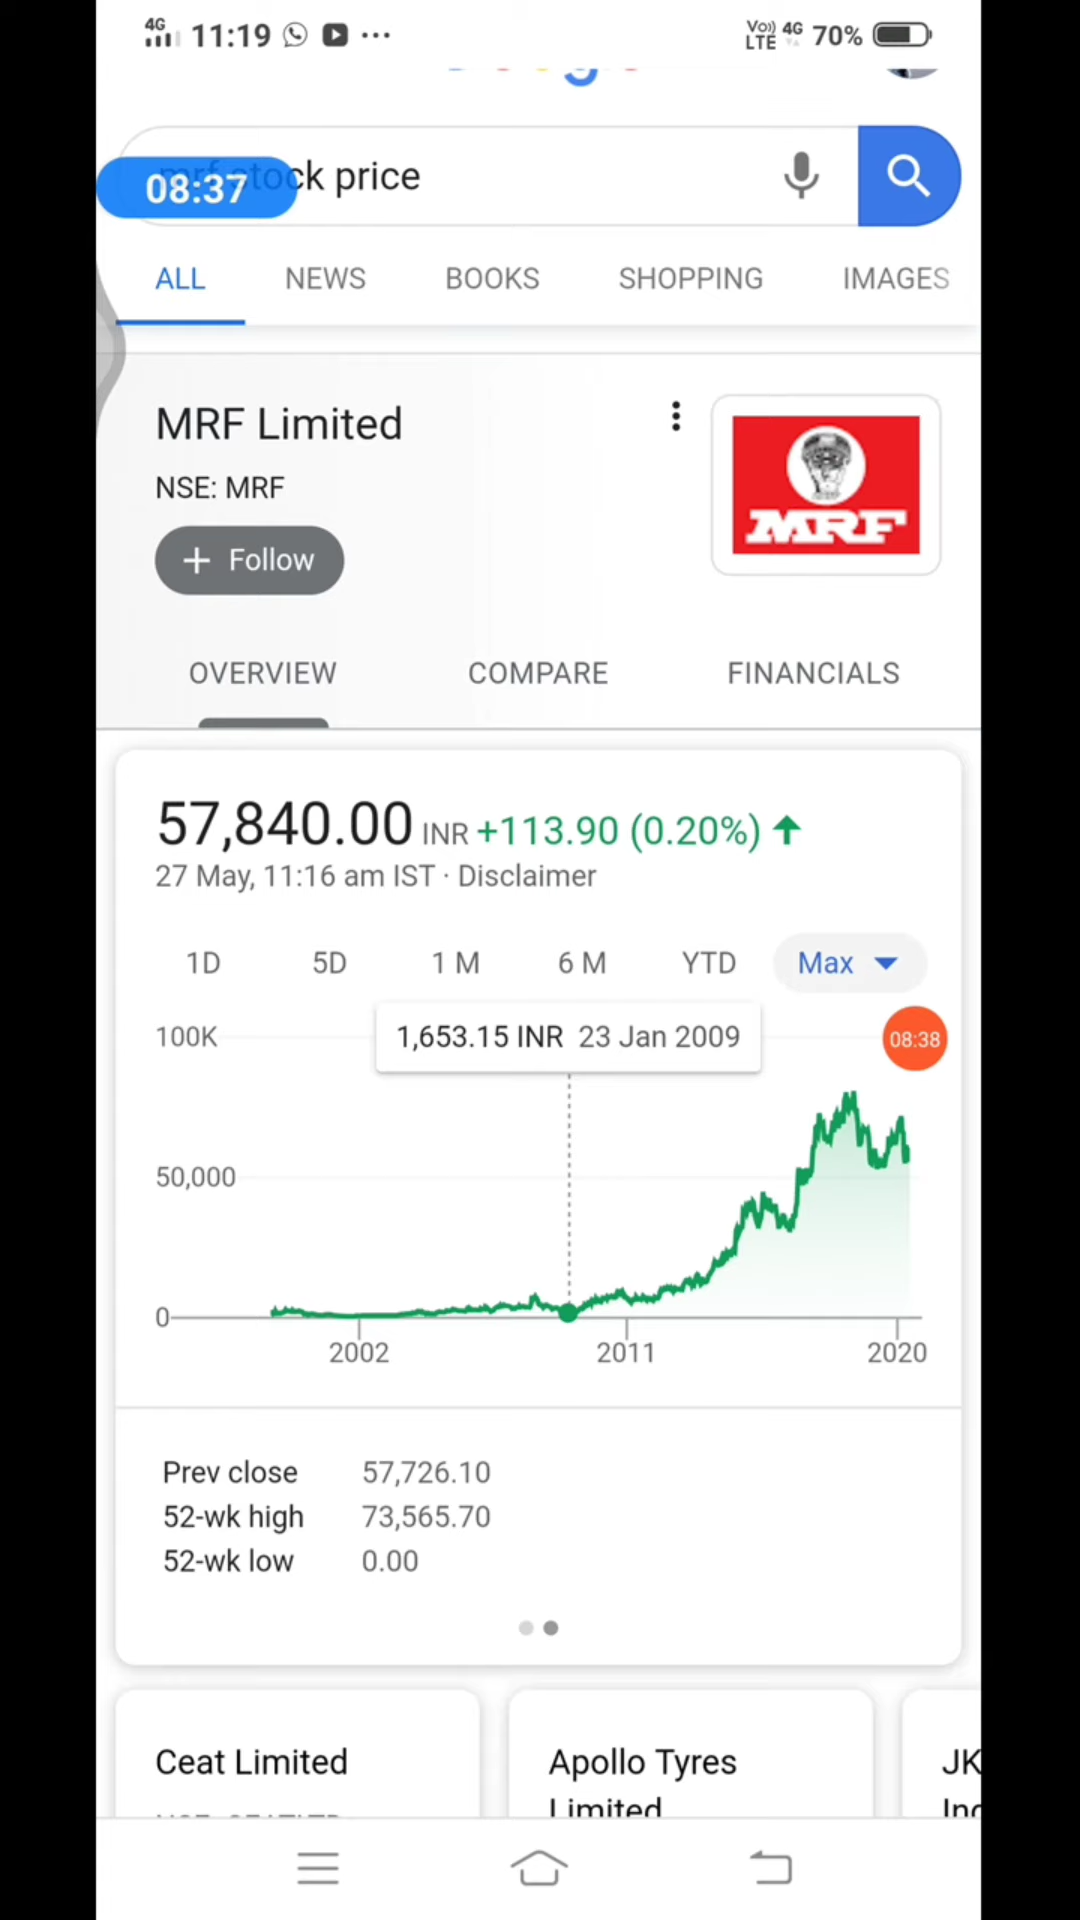 4G 11:19 Vo)) LTE 4G 70%
08:37 stock price
ALL NEWS BOOKS SHOPPING IMAGES
MRF Limited
NSE: MRF
+ Follow
MRF
OVERVIEW COMPARE FINANCIALS
57,840.00 INR +113.90 (0.20%)
27 May, 11:16 am IST · Disclaimer
1D 5D 1 M 6 M YTD Max
100K 1,653.15 INR 23 Jan 2009 08:38
50,000
0
2002 2011 2020
Prev close 57,726.10
52-wk high 73,565.70
52-wk low 0.00
Ceat Limited Apollo Tyres JK
Limited